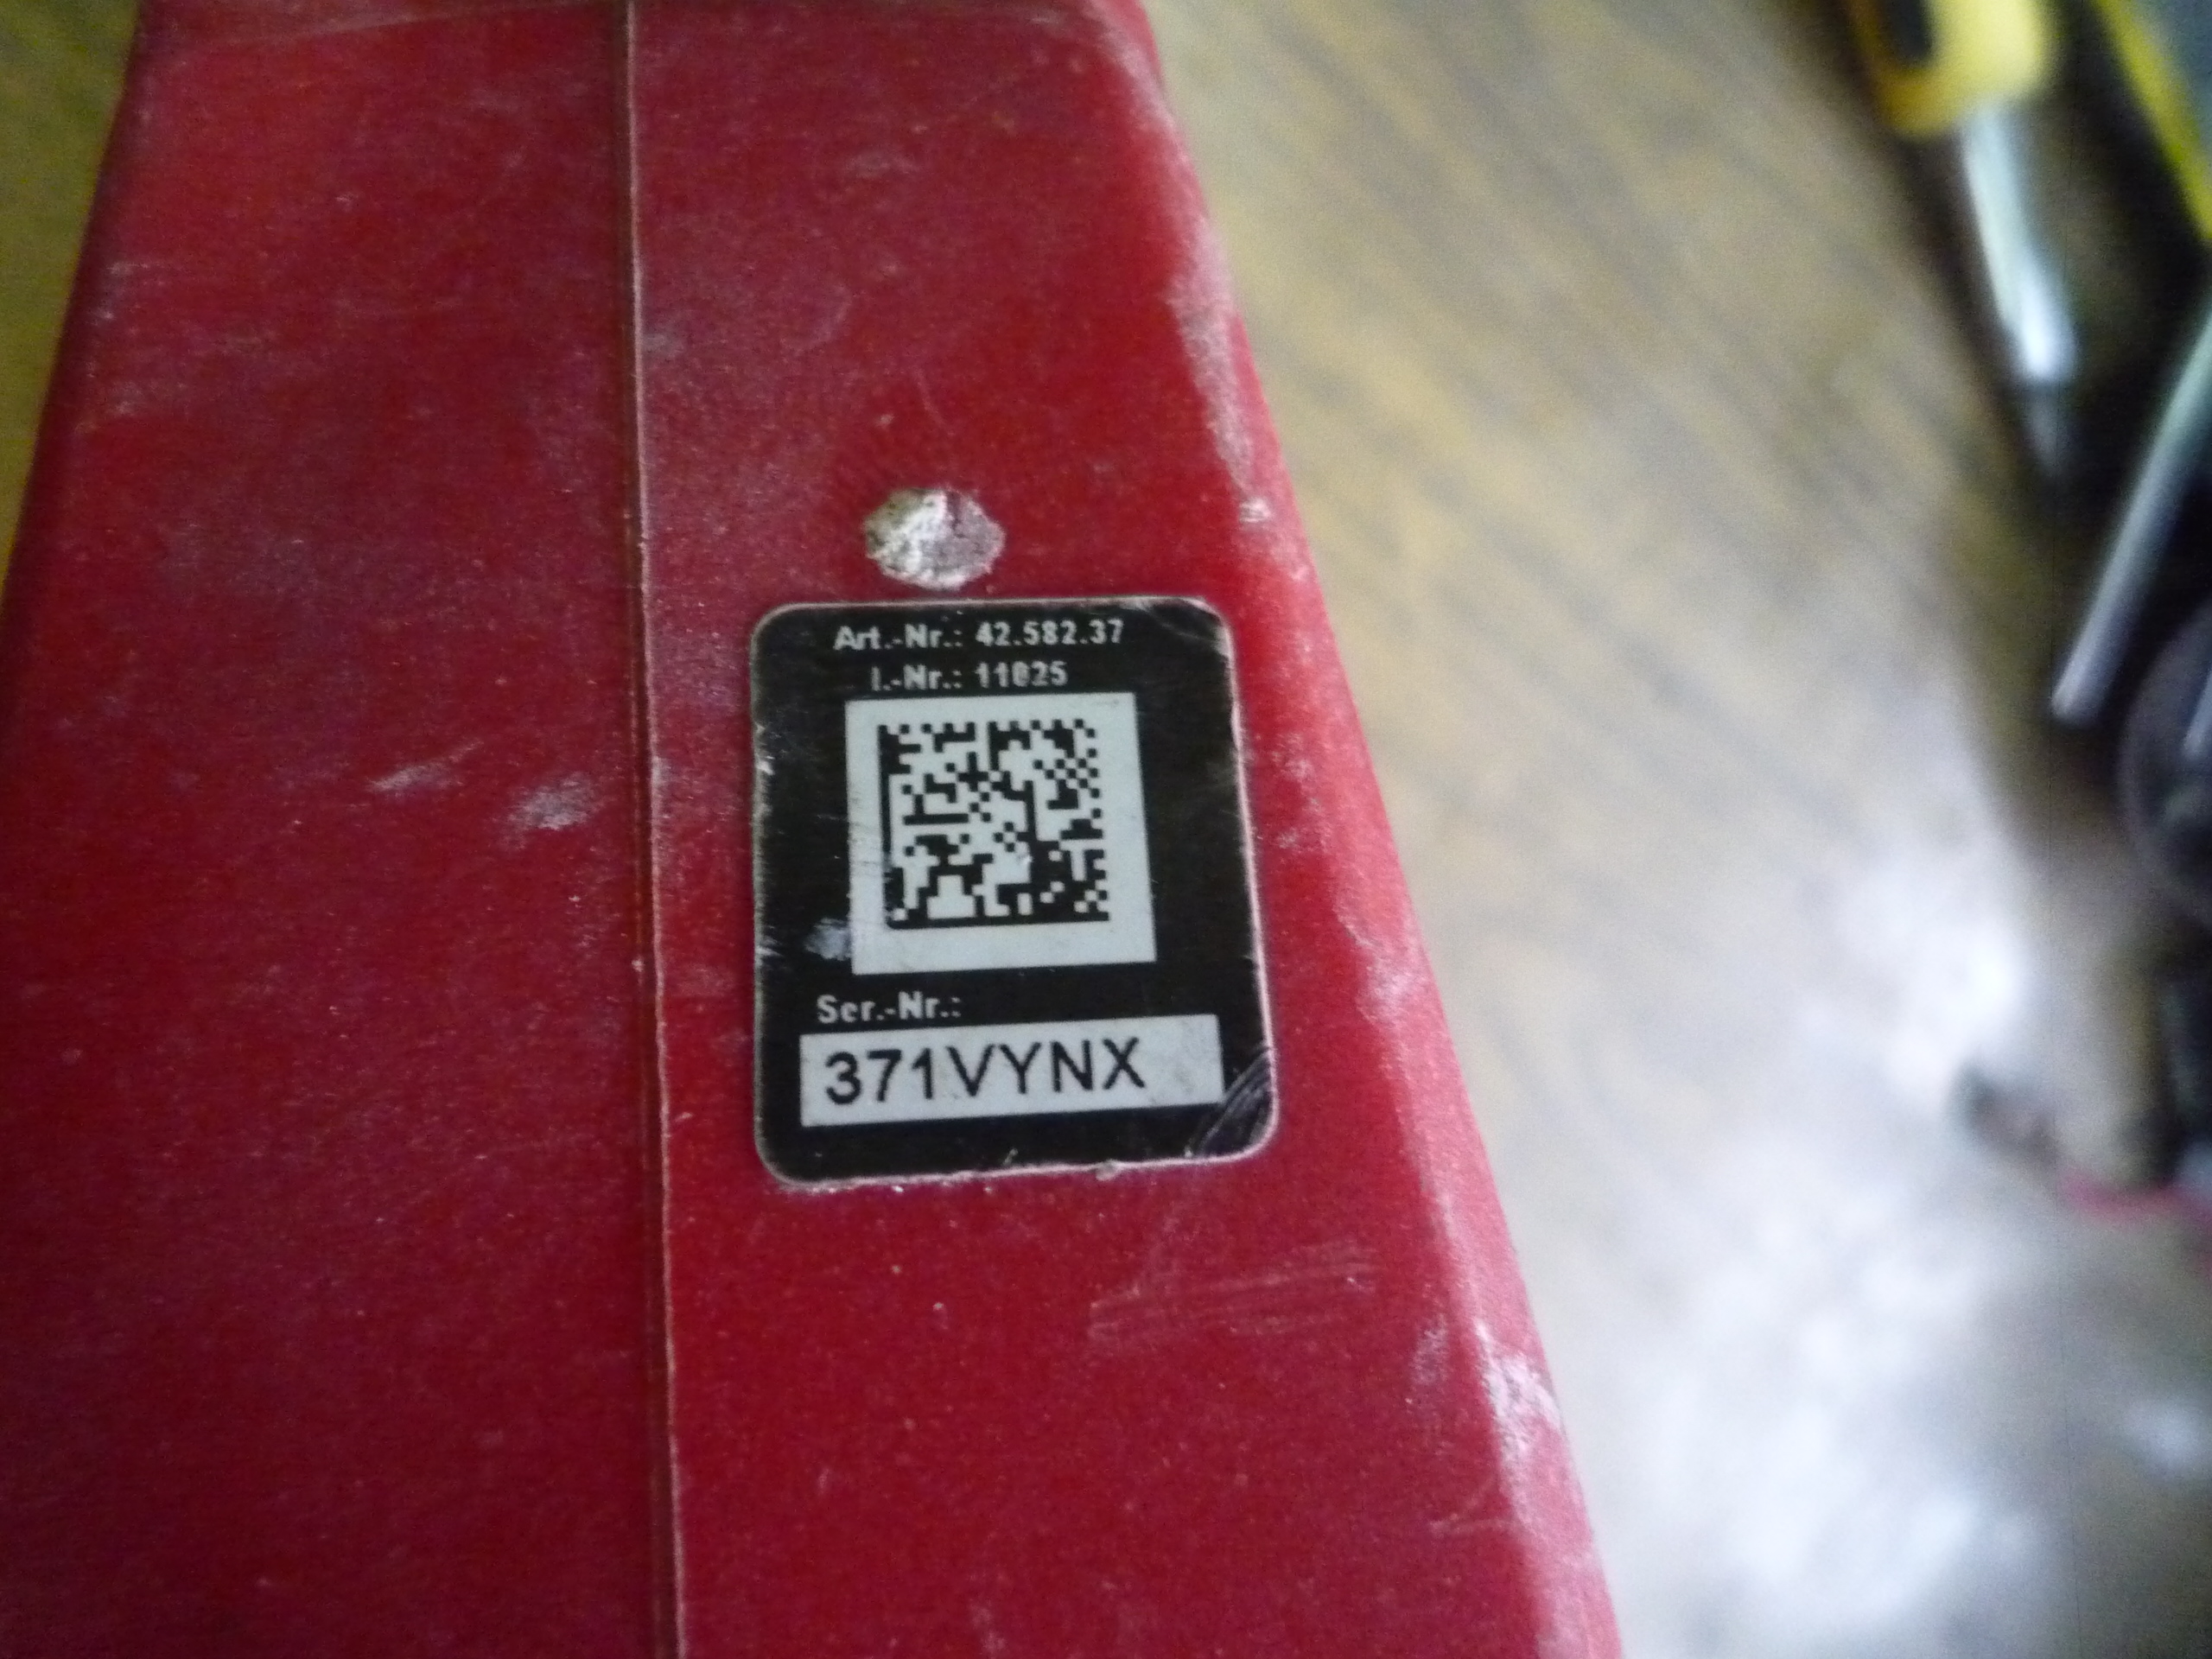 Art.-Nr.: 42.582.37
I.-Nr.: 11025
Ser.-Nr.:
371VYNX